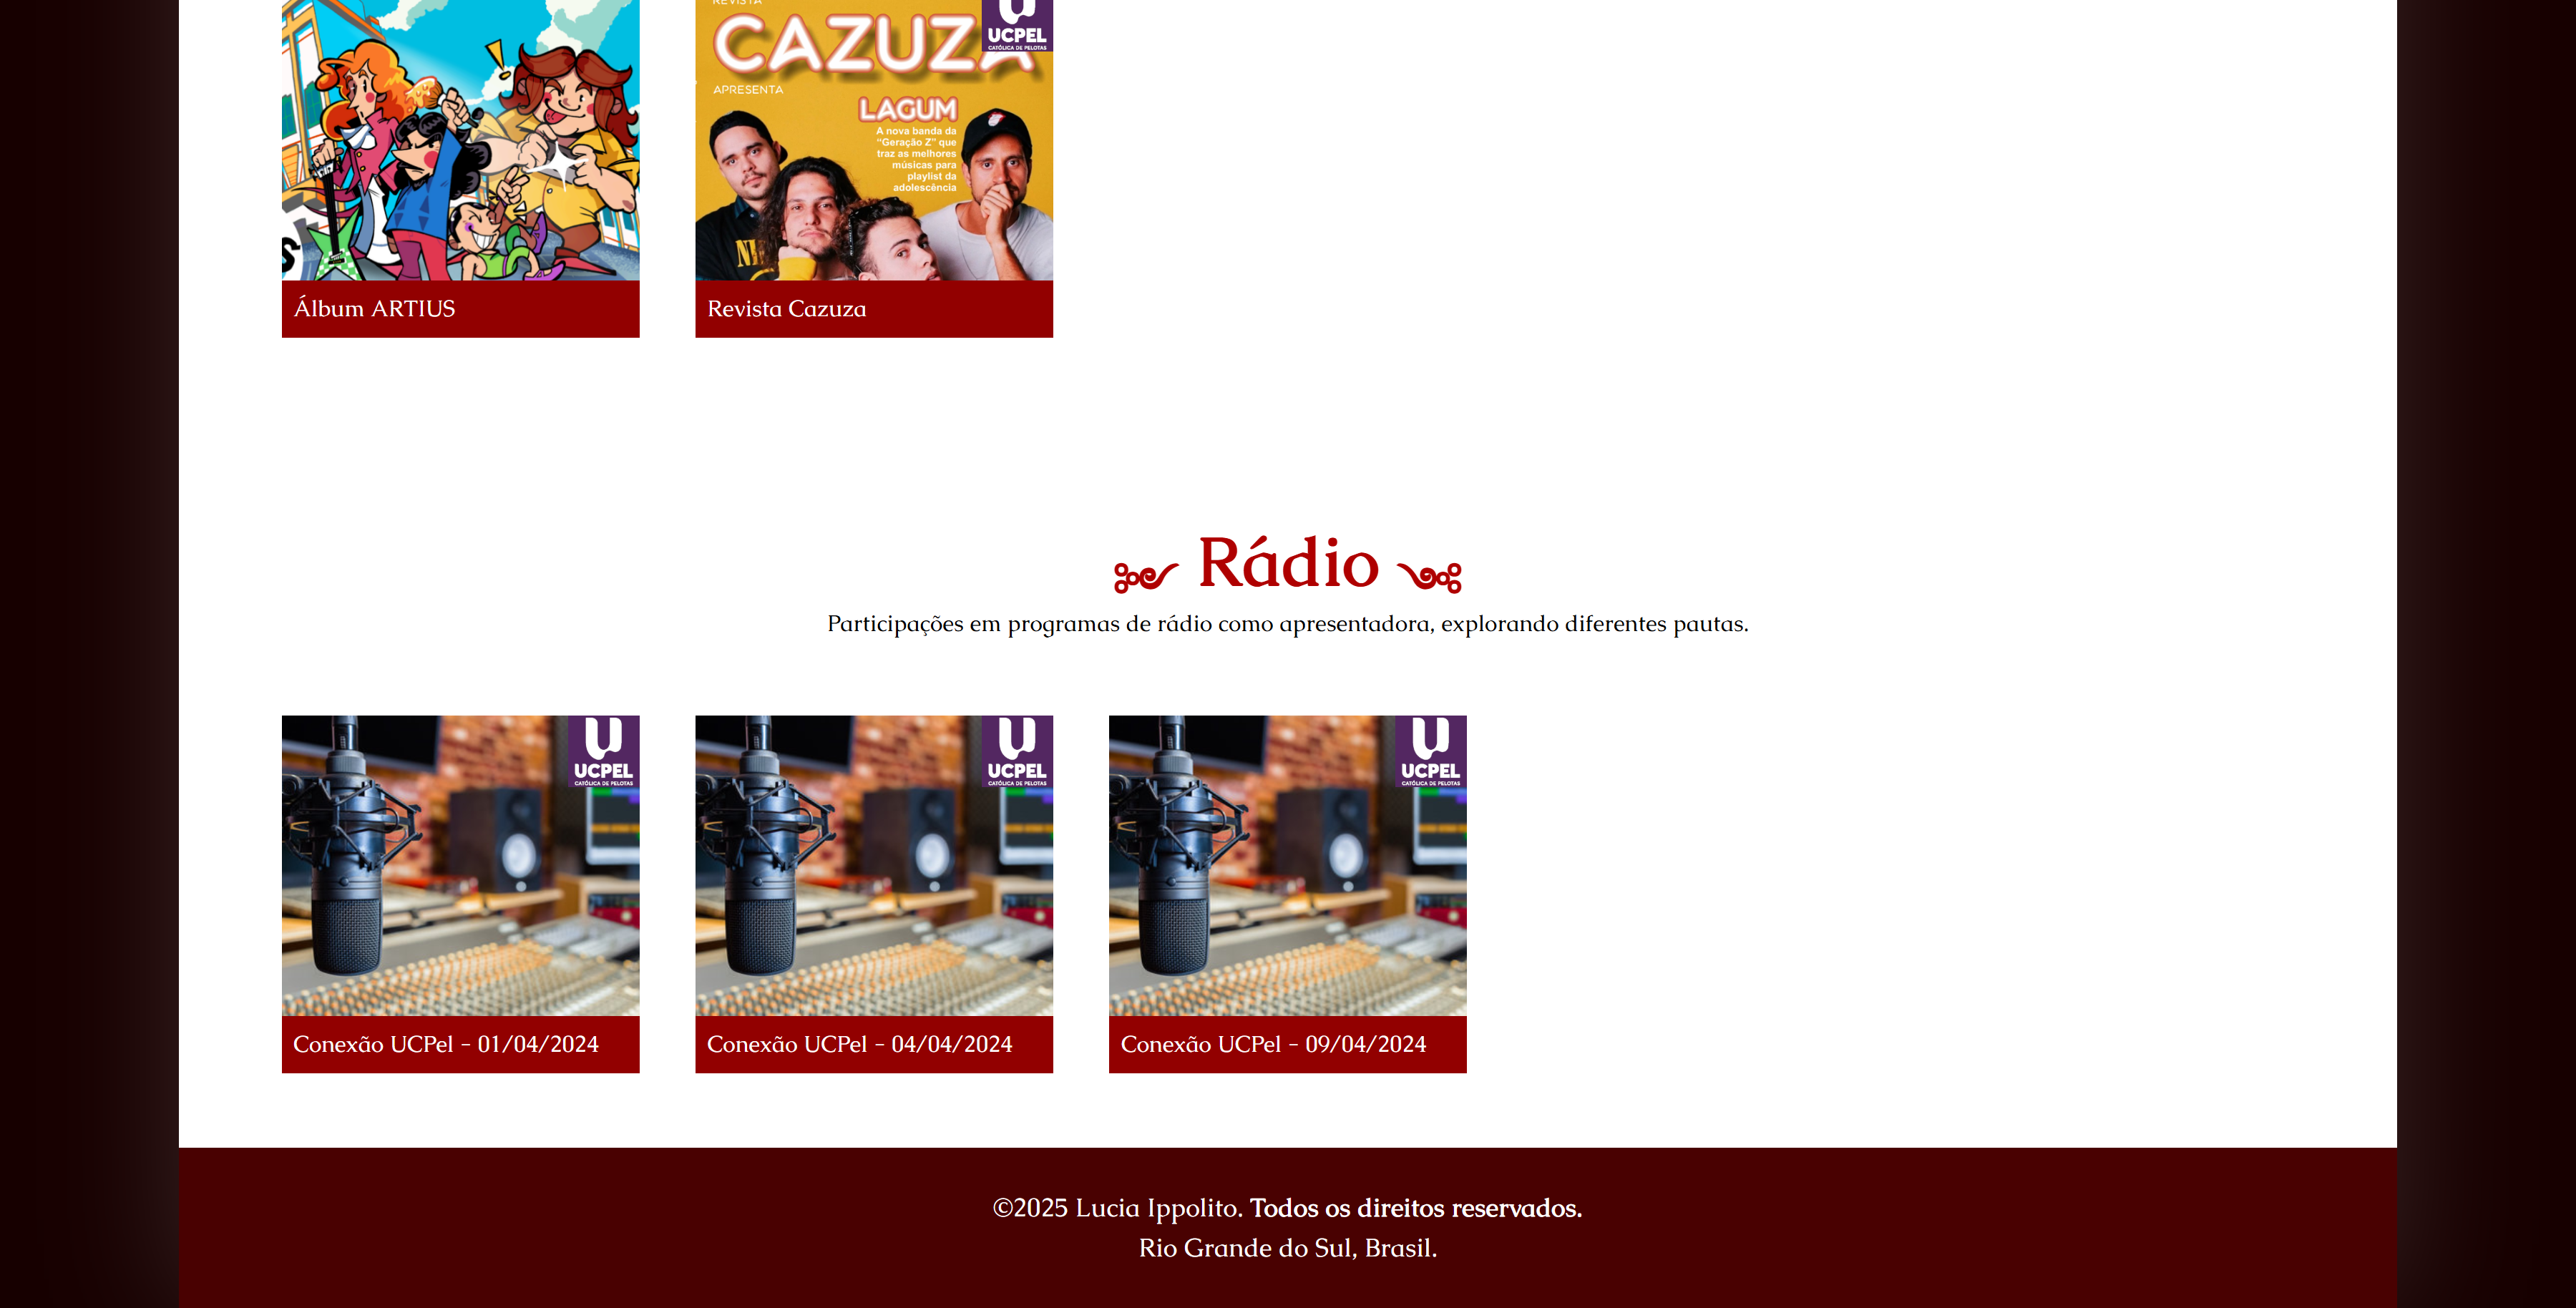 REVISTA
CAZUZA
U
UCPEL
CATÓLICA DE PELOTAS
APRESENTA
LAGUM
A nova banda da
"Geração Z" que
traz as melhores
músicas para
playlist da
adolescência
Álbum ARTIUS
Revista Cazuza
Rádio
Participações em programas de rádio como apresentadora, explorando diferentes pautas.
U
UCPEL
CATÓLICA DE PELOTAS
U
UCPEL
CATÓLICA DE PELOTAS
U
UCPEL
CATÓLICA DE PELOTAS
Conexão UCPel - 01/04/2024
Conexão UCPel - 04/04/2024
Conexão UCPel - 09/04/2024
©2025 Lucia Ippolito. Todos os direitos reservados.
Rio Grande do Sul, Brasil.